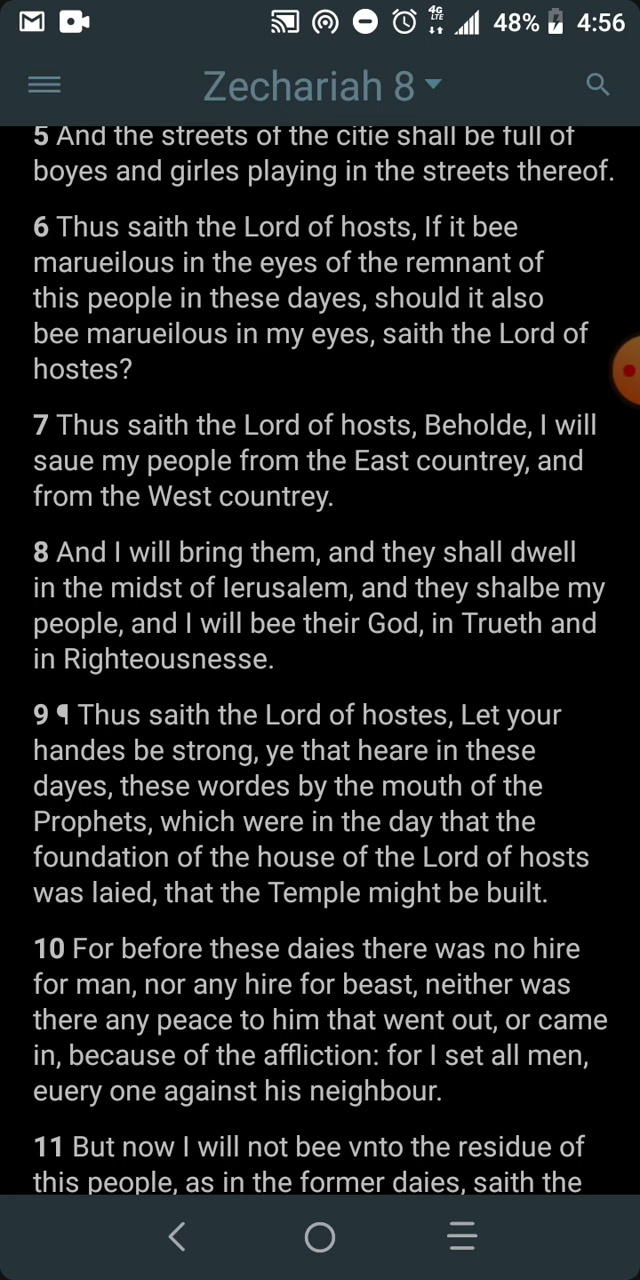 4G
LTE
48%
4:56
Zechariah 8
5 And the streets of the citie shall be full of
boyes and girles playing in the streets thereof.
6 Thus saith the Lord of hosts, If it bee
marueilous in the eyes of the remnant of
this people in these dayes, should it also
bee marueilous in my eyes, saith the Lord of
hostes?
7 Thus saith the Lord of hosts, Beholde, I will
saue my people from the East countrey, and
from the West countrey.
8 And I will bring them, and they shall dwell
in the midst of Ierusalem, and they shalbe my
people, and I will bee their God, in Trueth and
in Righteousnesse.
9 ¶ Thus saith the Lord of hostes, Let your
handes be strong, ye that heare in these
dayes, these wordes by the mouth of the
Prophets, which were in the day that the
foundation of the house of the Lord of hosts
was laied, that the Temple might be built.
10 For before these daies there was no hire
for man, nor any hire for beast, neither was
there any peace to him that went out, or came
in, because of the affliction: for I set all men,
euery one against his neighbour.
11 But now I will not bee vnto the residue of
this people, as in the former daies, saith the